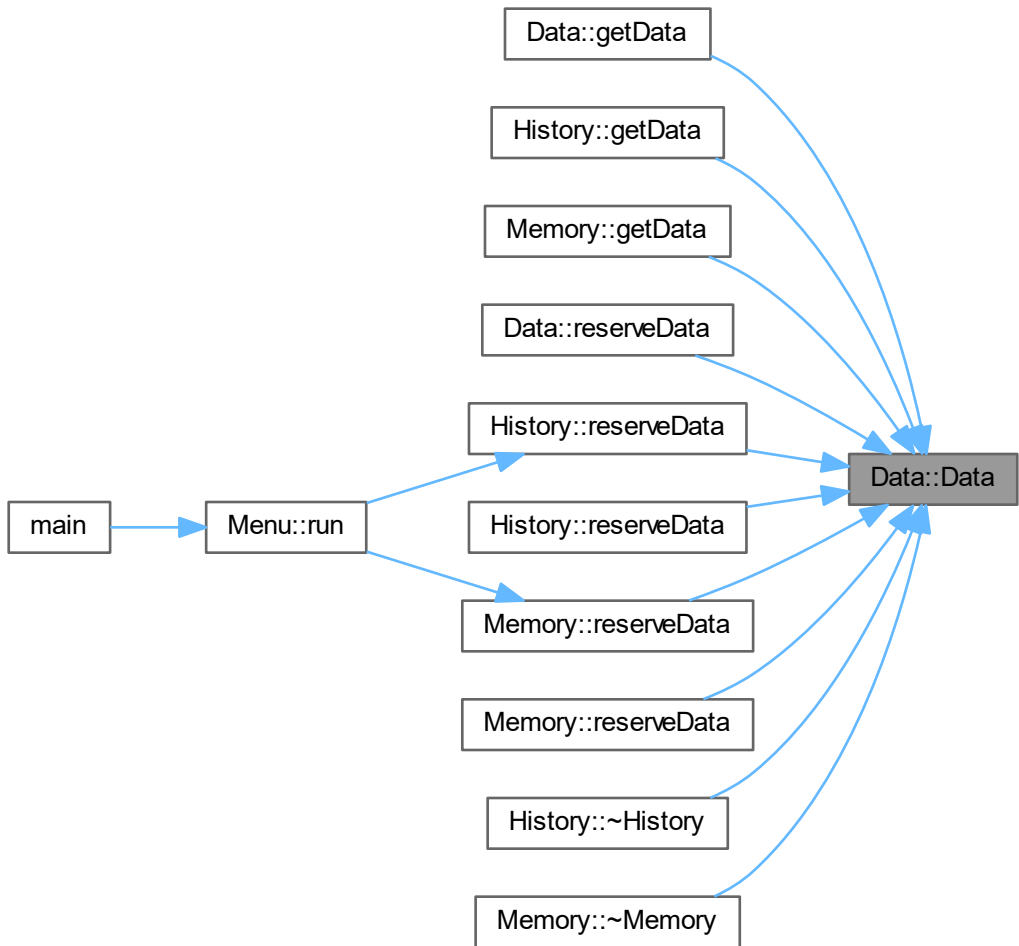 Data::getData
History::getData
Memory::getData
Data::reserveData
History::reserveData
Data::Data
main
Menu::run
History::reserveData
Memory::reserveData
Memory::reserveData
History::~History
Memory::~Memory